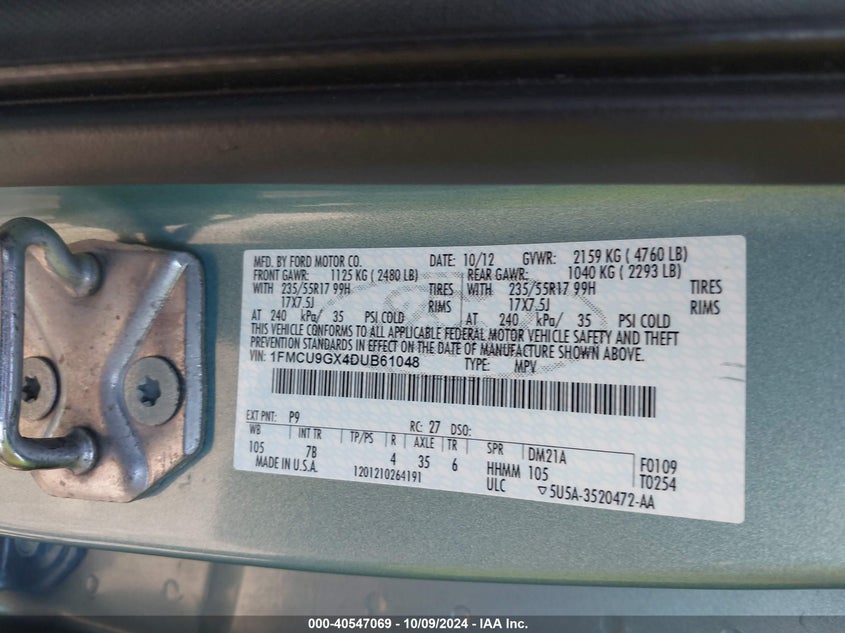 MFD. BY FORD MOTOR CO. DATE: 10/12 GVWR: 2159 KG ( 4760 LB)
FRONT GAWR: 1125 KG ( 2480 LB) REAR GAWR: 1040 KG ( 2293 LB)
WITH 235/55R17 99H TIRES WITH 235/55R17 99H TIRES
17X7.5J RIMS 17X7.5J RIMS
AT 240 kPa/ 35 PSI COLD AT 240 kPa/ 35 PSI COLD
THIS VEHICLE CONFORMS TO ALL APPLICABLE FEDERAL MOTOR VEHICLE SAFETY AND THEFT
PREVENTION STANDARDS IN EFFECT ON THE DATE OF MANUFACTURE SHOWN ABOVE.
VIN: 1FMCU9GX4DUB61048 TYPE: MPV
EXT PNT: P9 RC: 27 DSO:
WB INT TR TP/PS R AXLE TR SPR DM21A F0109
105 7B 4 35 6 HHMM 105 T0254
MADE IN U.S.A. 1201210264191 ULC ▽5U5A-3520472-AA
000-40547069 - 10/09/2024 - IAA Inc.